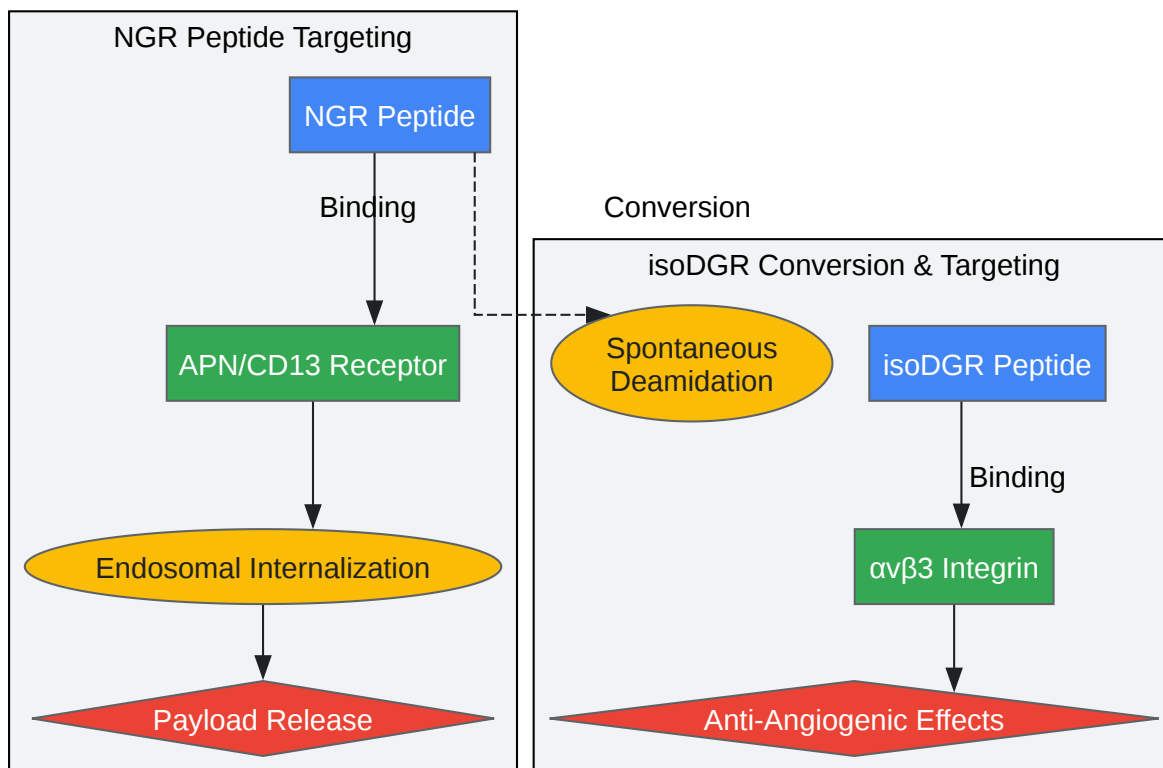 NGR Peptide Targeting
NGR Peptide
Binding
Conversion
isoDGR Conversion & Targeting
APN/CD13 Receptor
Spontaneous
Deamidation
isoDGR Peptide
Binding
Endosomal Internalization
αvβ3 Integrin
Payload Release
Anti-Angiogenic Effects